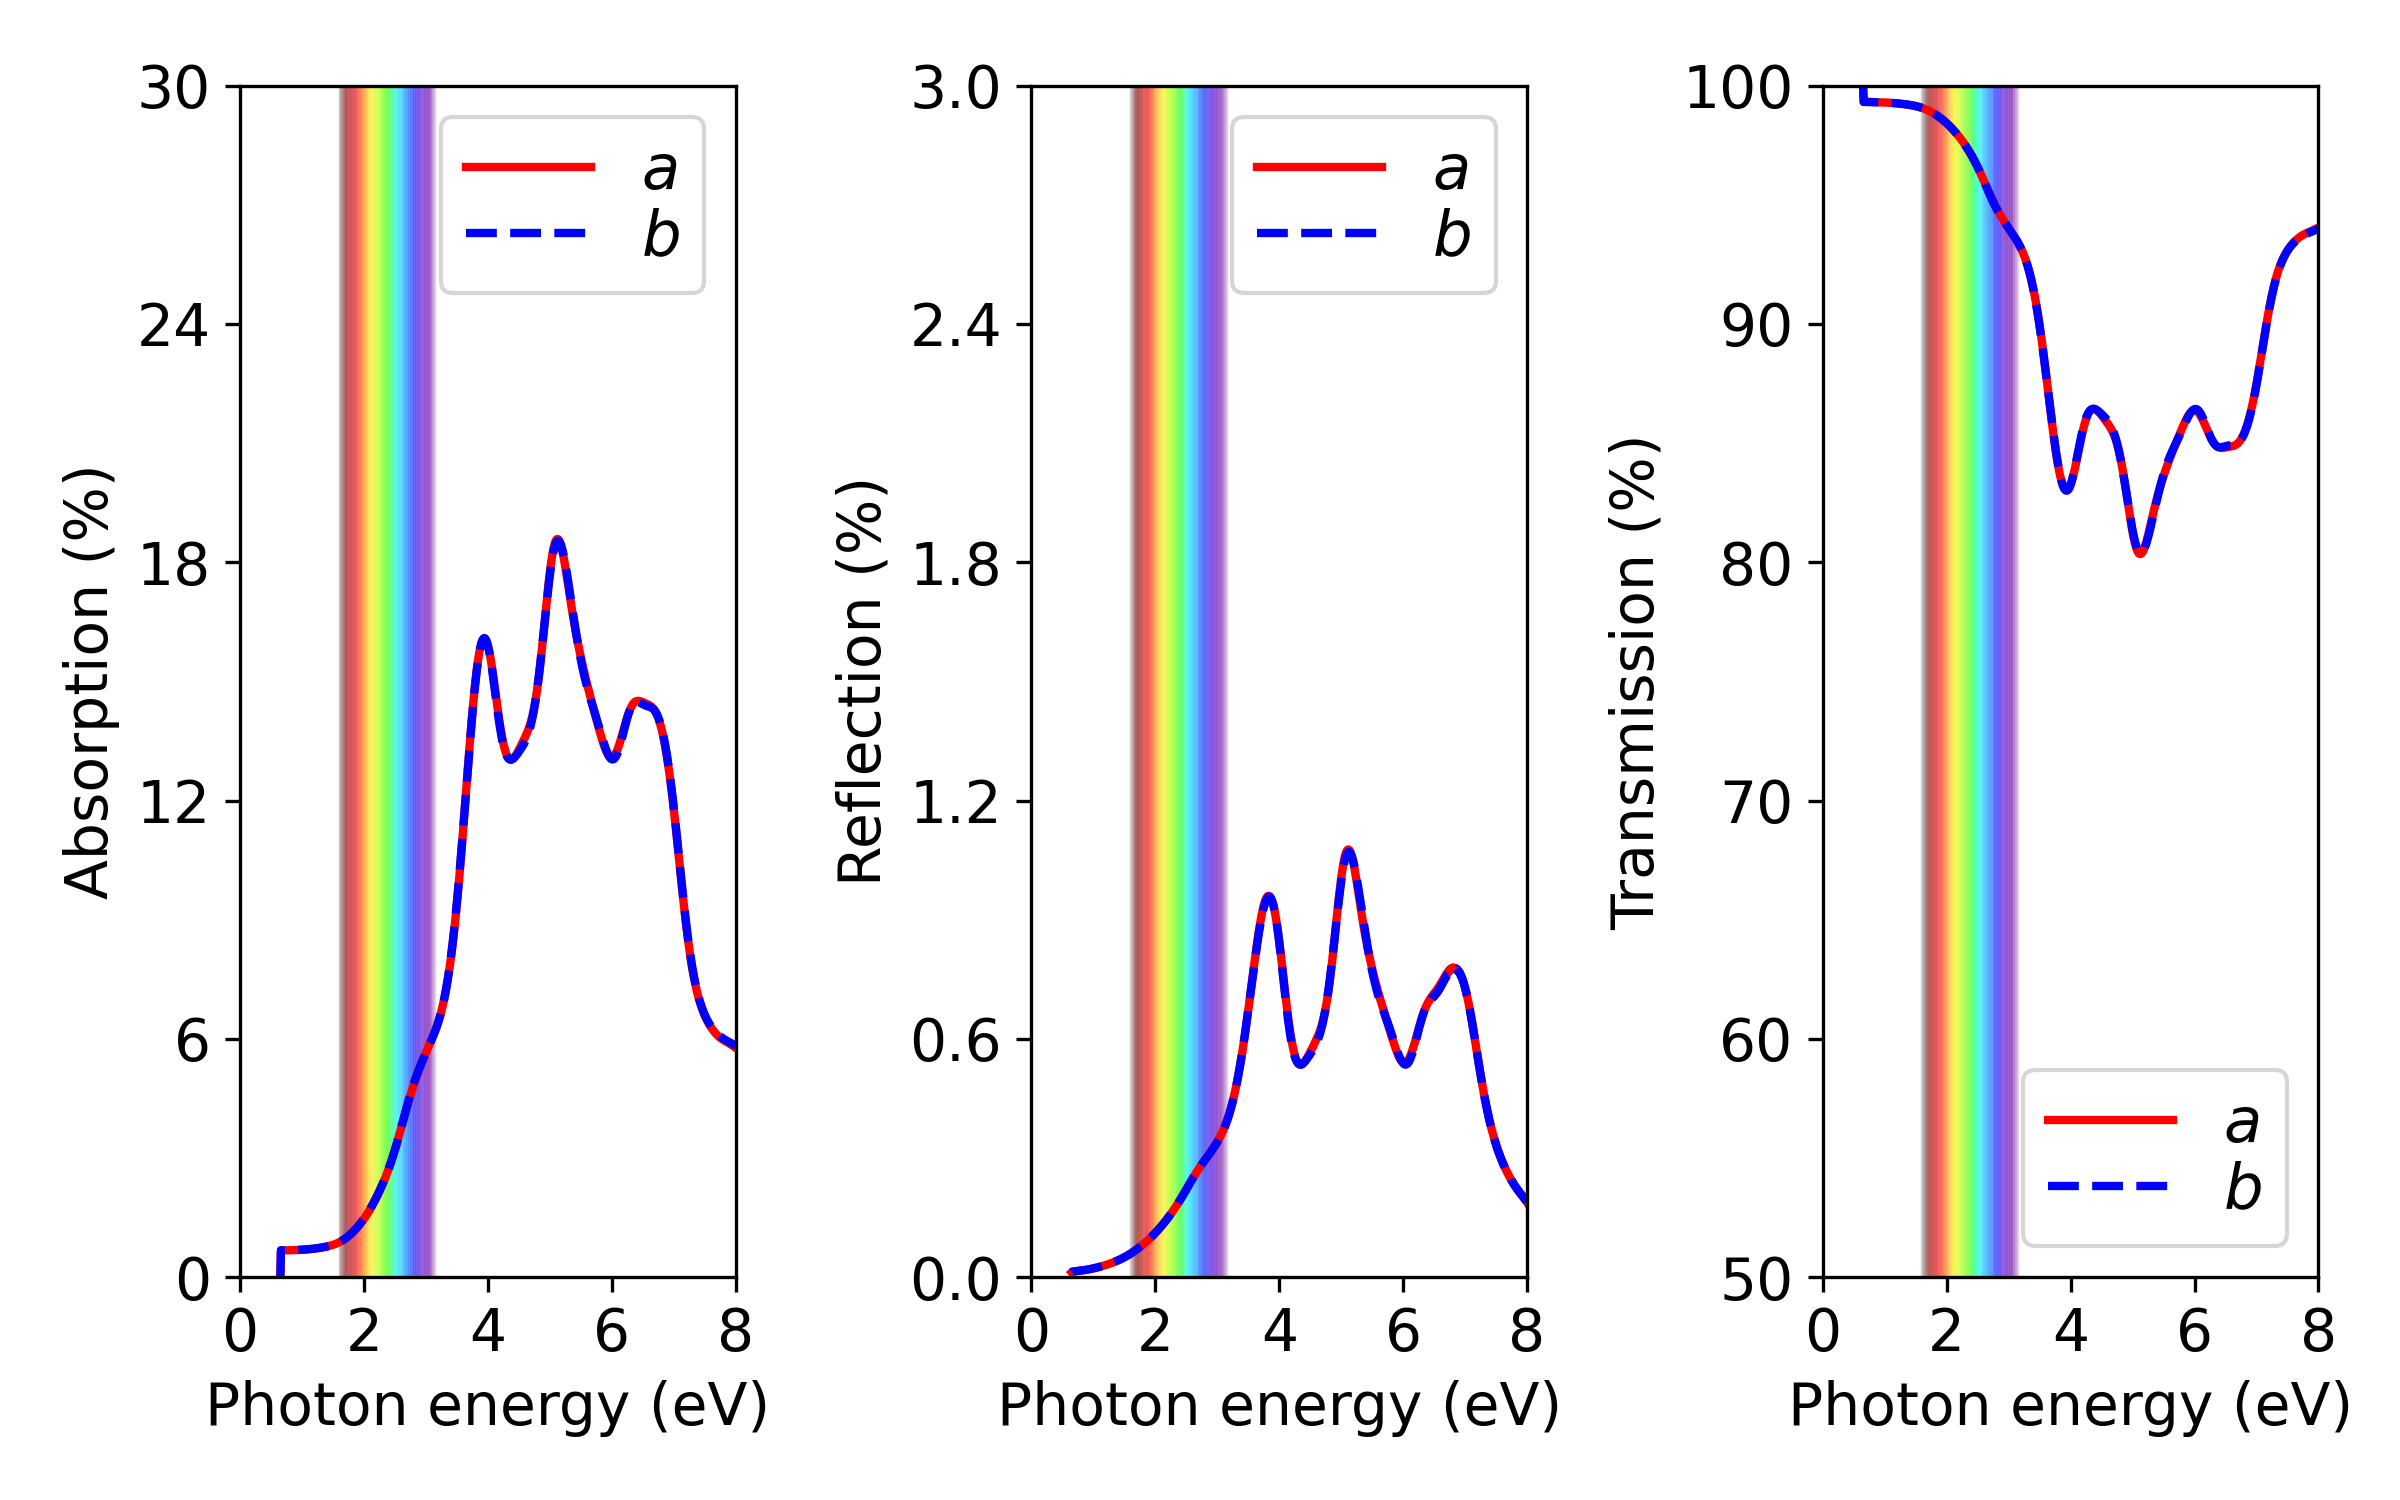 Absorption (%)
30
24
18
12
6
0
0 2 4 6 8
Photon energy (eV)
a
b
Reflection (%)
3.0
2.4
1.8
1.2
0.6
0.0
0 2 4 6 8
Photon energy (eV)
a
b
Transmission (%)
100
90
80
70
60
50
0 2 4 6 8
Photon energy (eV)
a
b